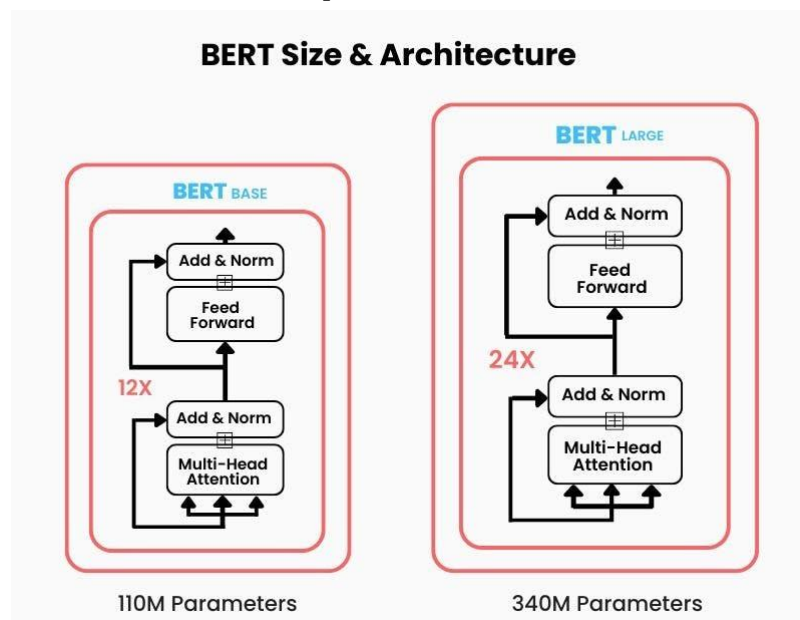 BERT Size & Architecture
BERT BASE
Add & Norm
Feed
Forward
12X
Add & Norm
Multi-Head
Attention
110M Parameters
BERT LARGE
Add & Norm
Feed
Forward
24X
Add & Norm
Multi-Head
Attention
340M Parameters